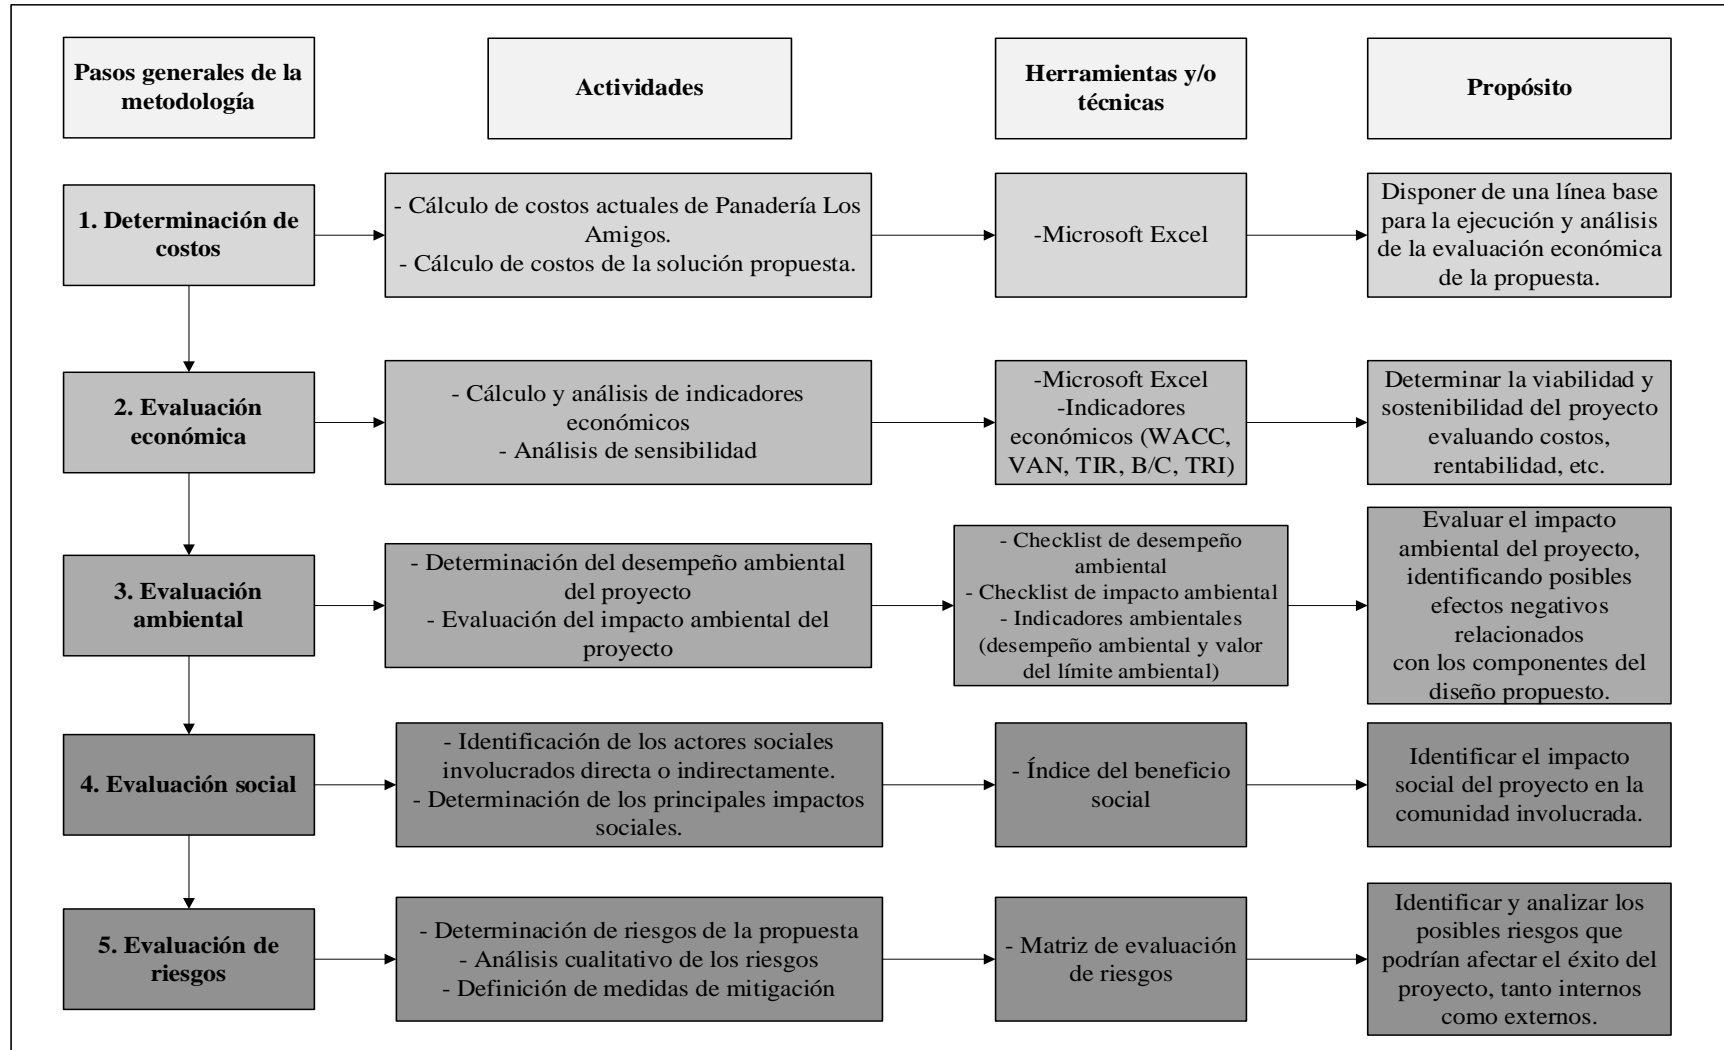 Pasos generales de la
metodología
Actividades
Herramientas y/o
técnicas
Propósito
1. Determinación de
costos
- Cálculo de costos actuales de Panadería Los
Amigos.
- Cálculo de costos de la solución propuesta.
-Microsoft Excel
Disponer de una línea base
para la ejecución y análisis
de la evaluación económica
de la propuesta.
2. Evaluación
económica
- Cálculo y análisis de indicadores
económicos
- Análisis de sensibilidad
-Microsoft Excel
-Indicadores
económicos (WACC,
VAN, TIR, B/C, TRI)
Determinar la viabilidad y
sostenibilidad del proyecto
evaluando costos,
rentabilidad, etc.
3. Evaluación
ambiental
- Determinación del desempeño ambiental
del proyecto
- Evaluación del impacto ambiental del
proyecto
- Checklist de desempeño
ambiental
- Checklist de impacto ambiental
- Indicadores ambientales
(desempeño ambiental y valor
del límite ambiental)
Evaluar el impacto
ambiental del proyecto,
identificando posibles
efectos negativos
relacionados
con los componentes del
diseño propuesto.
4. Evaluación social
- Identificación de los actores sociales
involucrados directa o indirectamente.
- Determinación de los principales impactos
sociales.
- Índice del beneficio
social
Identificar el impacto
social del proyecto en la
comunidad involucrada.
5. Evaluación de
riesgos
- Determinación de riesgos de la propuesta
- Análisis cualitativo de los riesgos
- Definición de medidas de mitigación
- Matriz de evaluación
de riesgos
Identificar y analizar los
posibles riesgos que
podrían afectar el éxito del
proyecto, tanto internos
como externos.